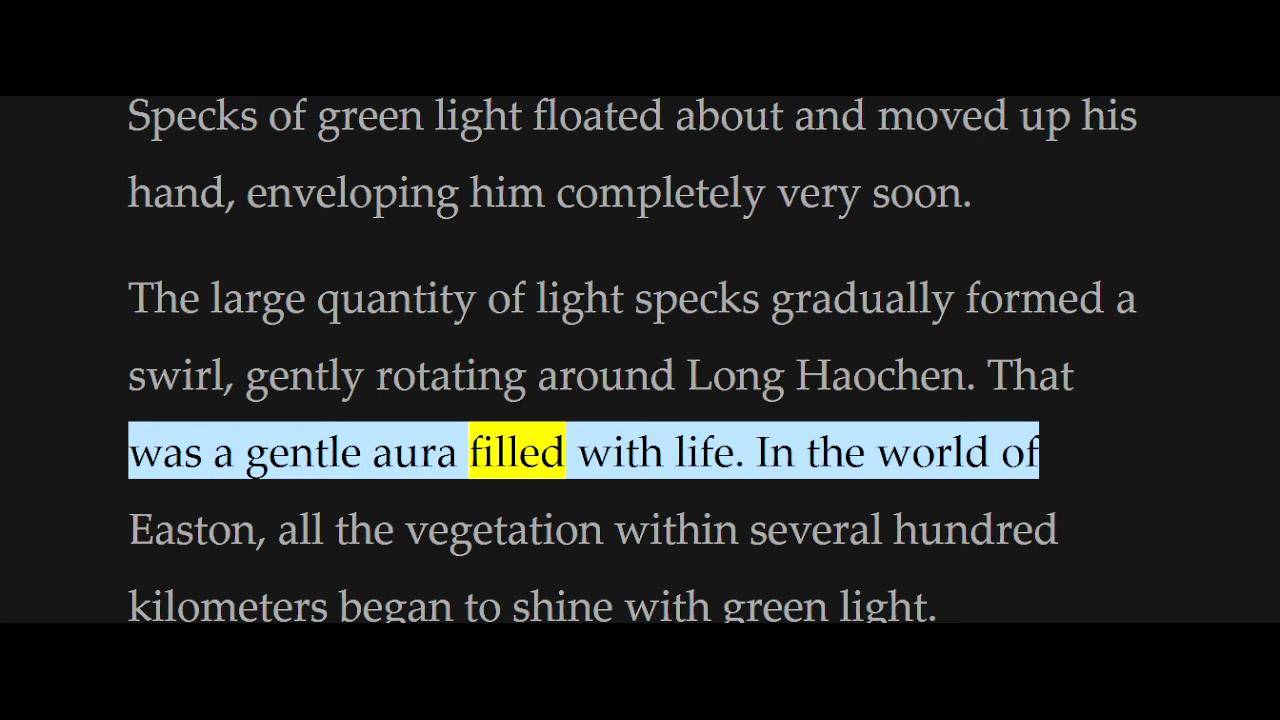 Specks of green light floated about and moved up his
hand, enveloping him completely very soon.
The large quantity of light specks gradually formed a
swirl, gently rotating around Long Haochen. That
was a gentle aura filled with life. In the world of
Easton, all the vegetation within several hundred
kilometers began to shine with green light.